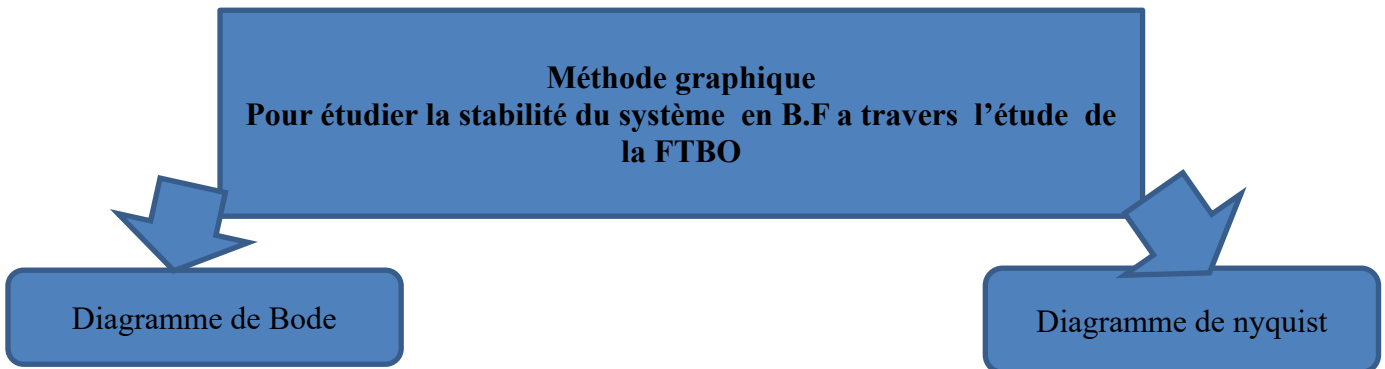 Méthode graphique
Pour étudier la stabilité du système en B.F a travers l’étude de
la FTBO
Diagramme de Bode
Diagramme de nyquist